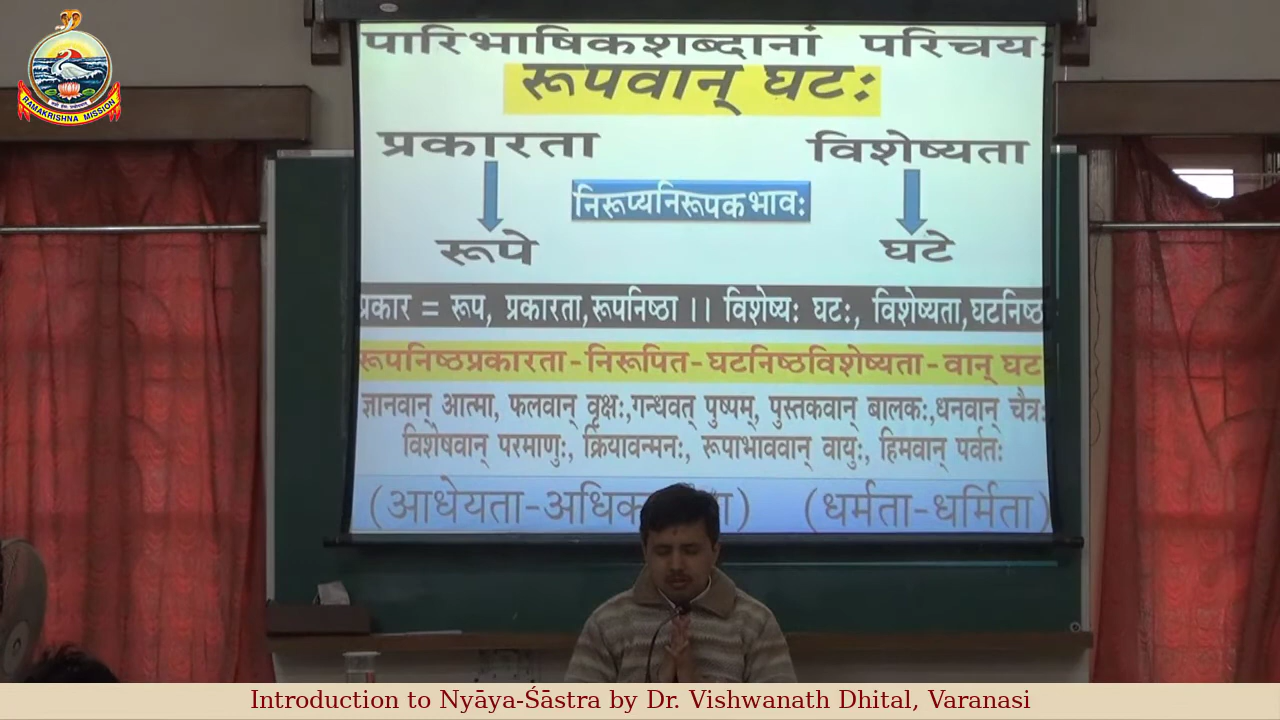 पारिभाषिकशब्दानां परिचयः
रूपवान् घटः
प्रकारता विशेष्यता
निरूप्यनिरूपकभावः
रूपे घटे
प्रकार = रूप, प्रकारता,रूपनिष्ठा ।। विशेष्यः घटः, विशेष्यता,घटनिष्ठ
रूपनिष्ठप्रकारता-निरूपित-घटनिष्ठविशेष्यता-वान् घट
ज्ञानवान् आत्मा, फलवान् वृक्षः,गन्धवत् पुष्पम्, पुस्तकवान् बालकः,धनवान् चैत्रः
विशेषवान् परमाणुः, क्रियावन्मनः, रूपाभाववान् वायुः, हिमवान् पर्वतः
(धर्मता-धर्मिता)
RAMAKRISHNA MISSION
Introduction to Nyāya-Śāstra by Dr. Vishwanath Dhital, Varanasi